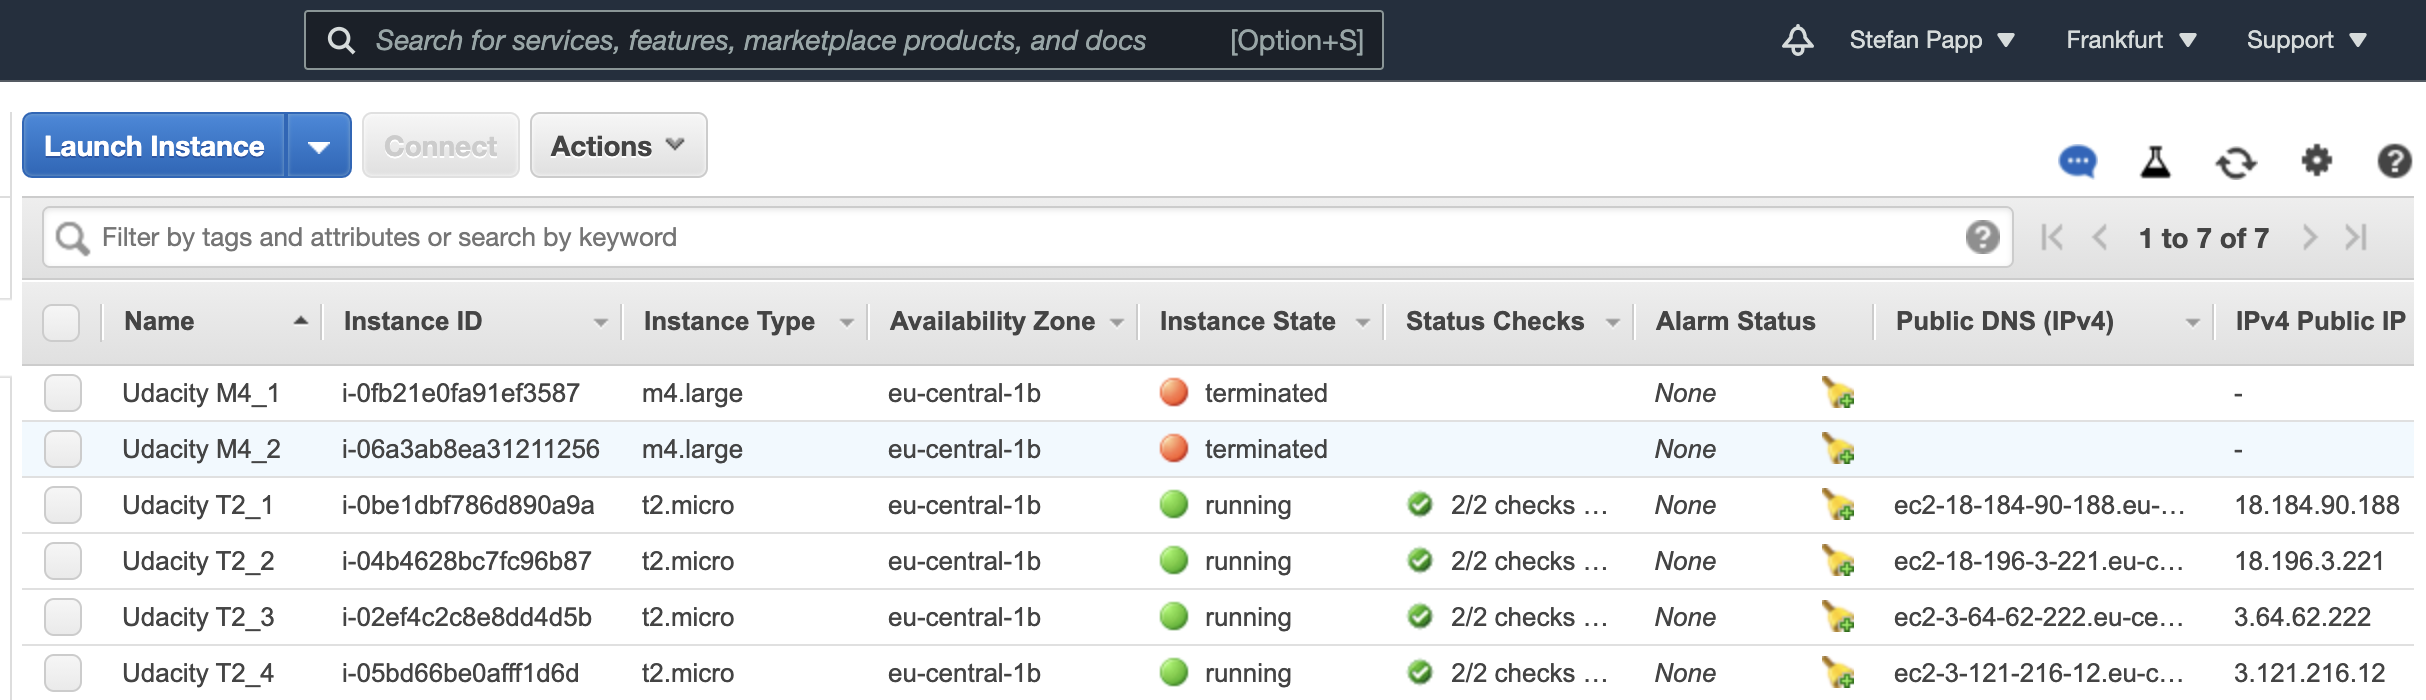 Search for services, features, marketplace products, and docs [Option+S] Stefan Papp Frankfurt Support
Launch Instance Connect Actions
Filter by tags and attributes or search by keyword 1 to 7 of 7
Name Instance ID Instance Type Availability Zone Instance State Status Checks Alarm Status Public DNS (IPv4) IPv4 Public IP
Udacity M4_1 i-0fb21e0fa91ef3587 m4.large eu-central-1b terminated None -
Udacity M4_2 i-06a3ab8ea31211256 m4.large eu-central-1b terminated None -
Udacity T2_1 i-0be1dbf786d890a9a t2.micro eu-central-1b running 2/2 checks ... None ec2-18-184-90-188.eu-... 18.184.90.188
Udacity T2_2 i-04b4628bc7fc96b87 t2.micro eu-central-1b running 2/2 checks ... None ec2-18-196-3-221.eu-c... 18.196.3.221
Udacity T2_3 i-02ef4c2c8e8dd4d5b t2.micro eu-central-1b running 2/2 checks ... None ec2-3-64-62-222.eu-ce... 3.64.62.222
Udacity T2_4 i-05bd66be0afff1d6d t2.micro eu-central-1b running 2/2 checks ... None ec2-3-121-216-12.eu-c... 3.121.216.12